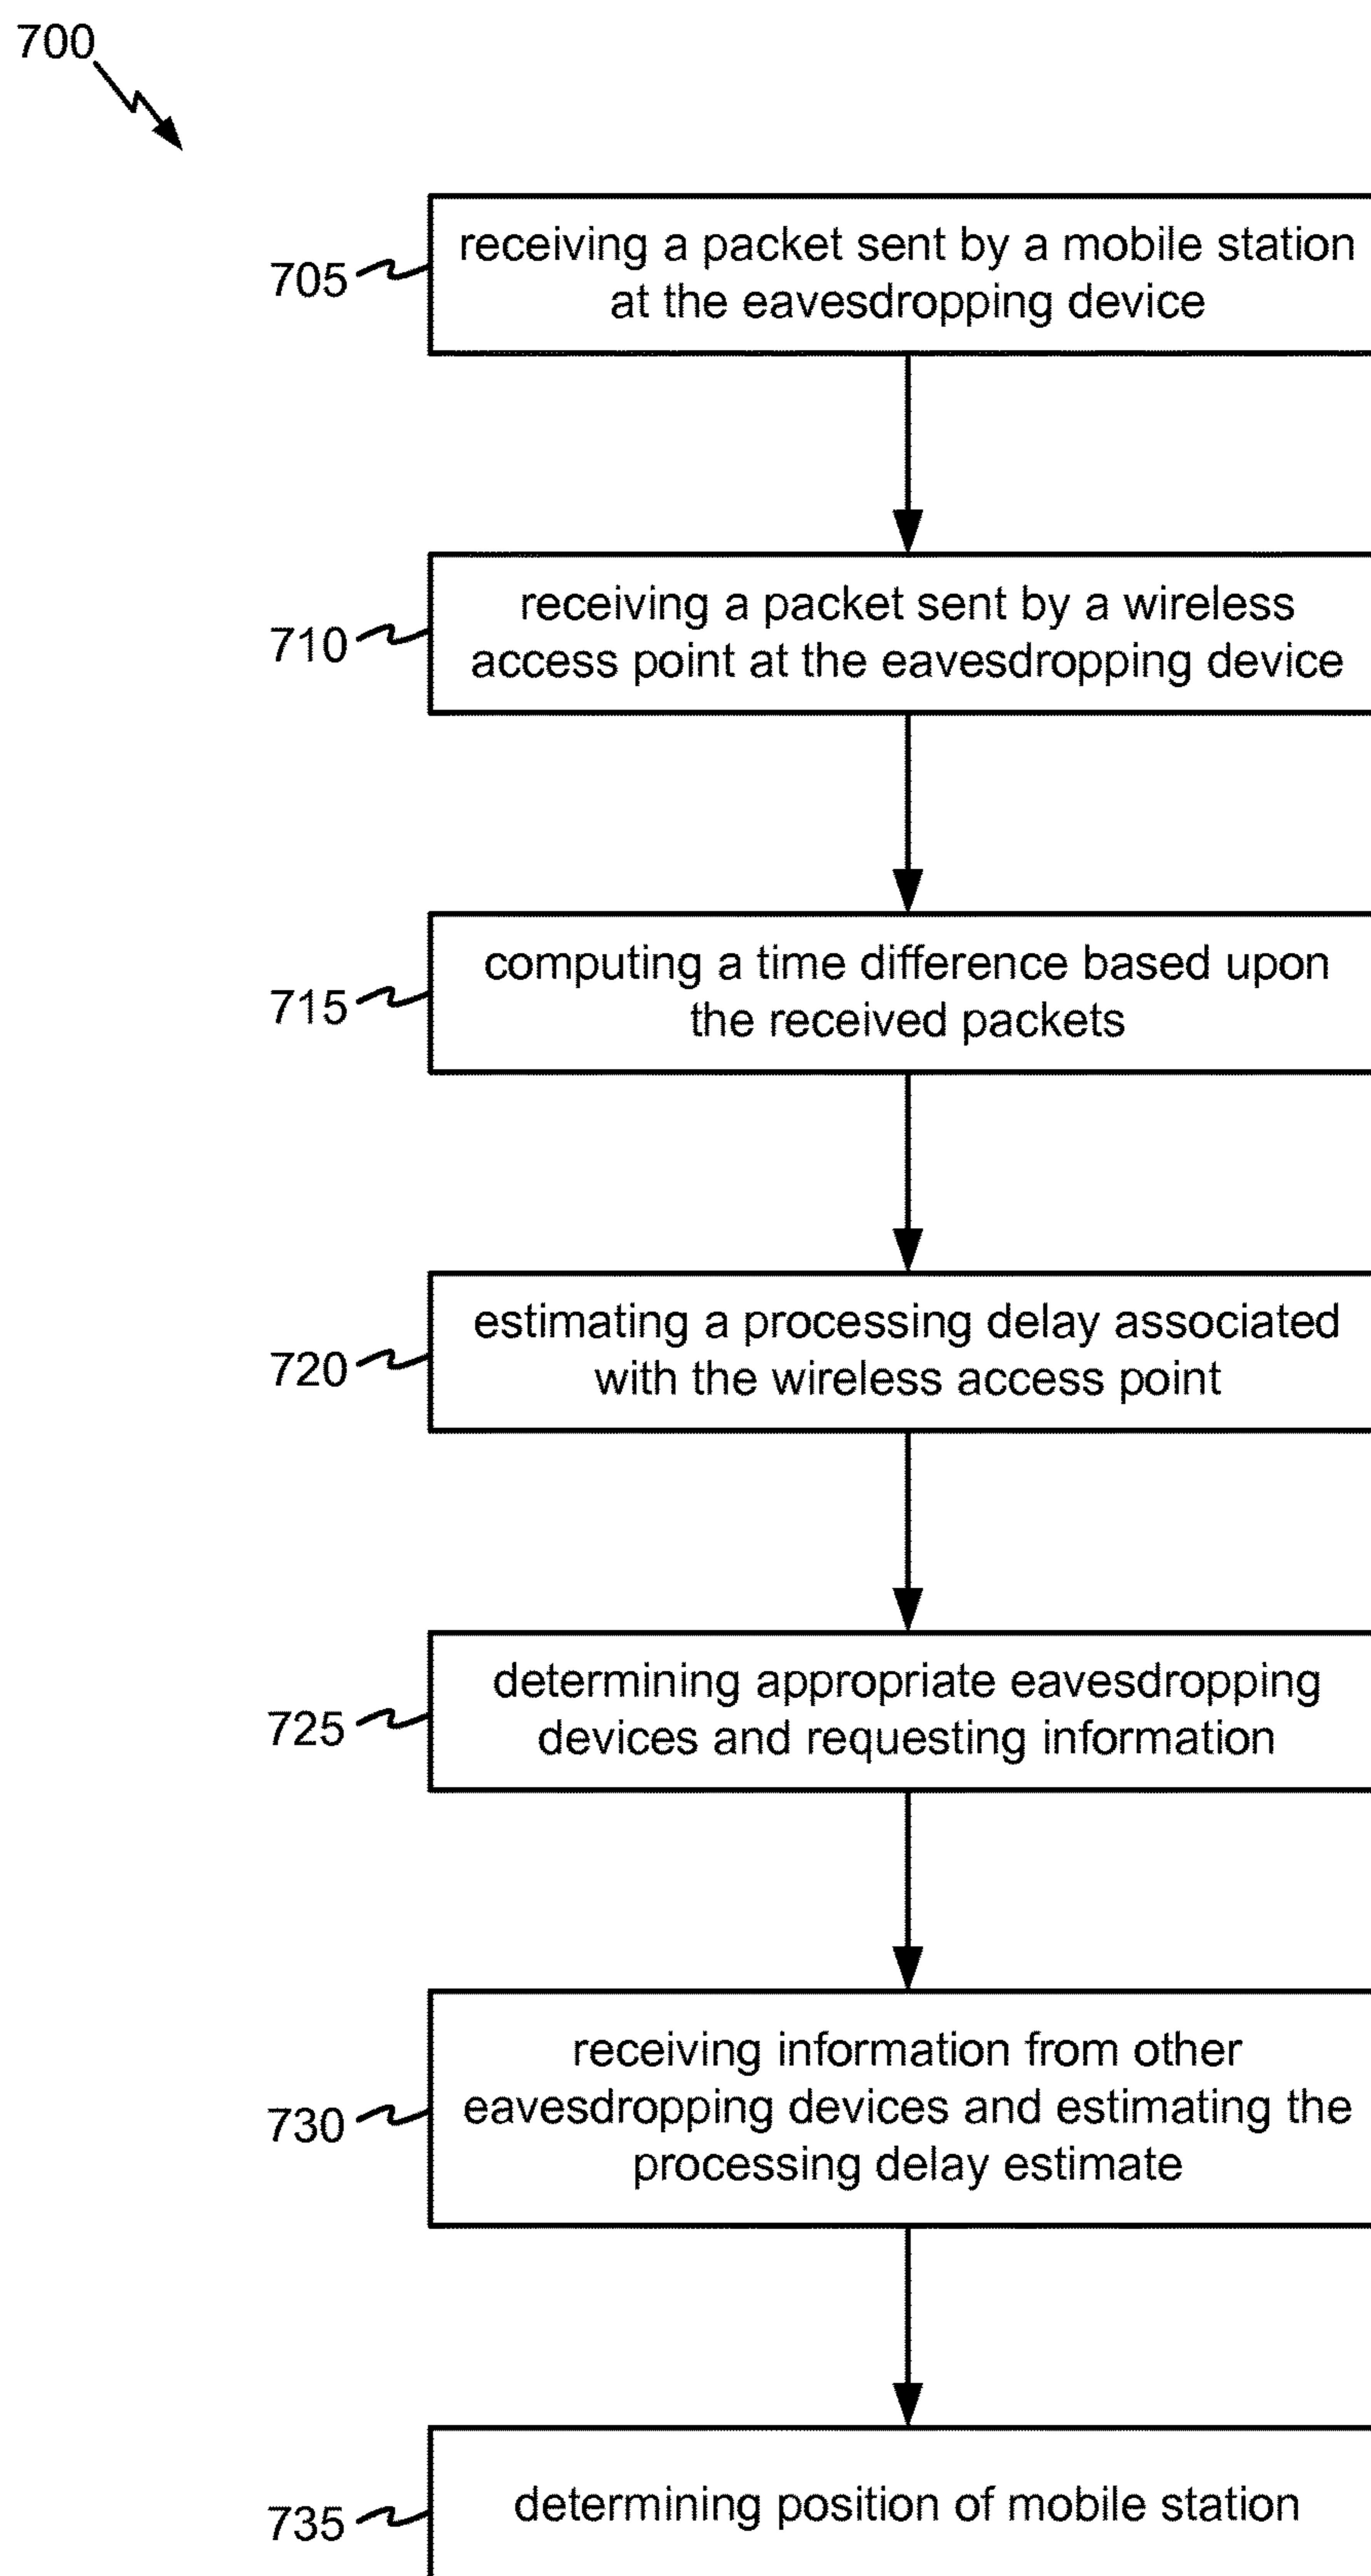 700
705
receiving a packet sent by a mobile station
at the eavesdropping device
710
receiving a packet sent by a wireless
access point at the eavesdropping device
715
computing a time difference based upon
the received packets
720
estimating a processing delay associated
with the wireless access point
725
determining appropriate eavesdropping
devices and requesting information
730
receiving information from other
eavesdropping devices and estimating the
processing delay estimate
735
determining position of mobile station